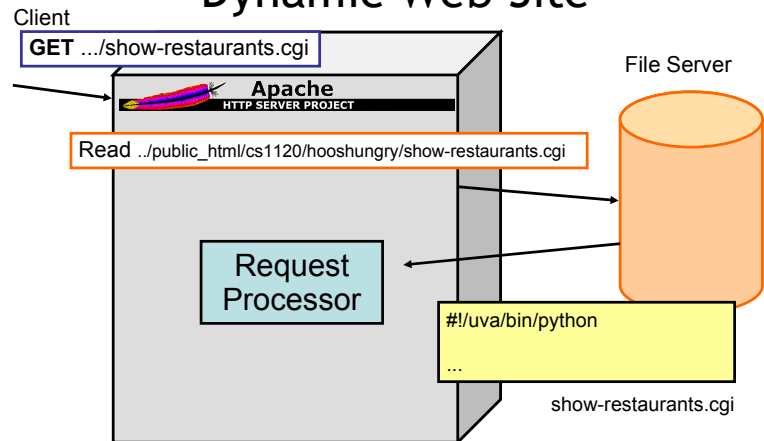 Dynamic Web Site
Client
GET .../show-restaurants.cgi
File Server
Apache
HTTP SERVER PROJECT
Read ../public_html/cs1120/hooshungry/show-restaurants.cgi
Request
Processor
#!/uva/bin/python
...
show-restaurants.cgi